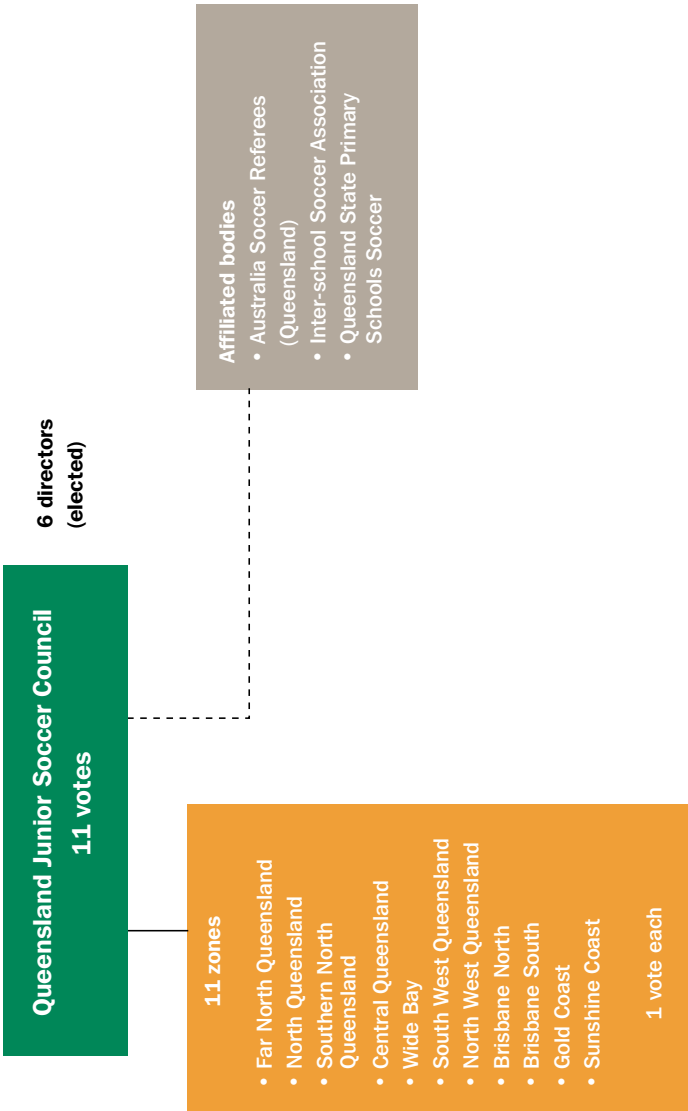 Queensland Junior Soccer Council
11 votes
6 directors
(elected)
11 zones
• Far North Queensland
• North Queensland
• Southern North
Queensland
• Central Queensland
• Wide Bay
• South West Queensland
• North West Queensland
• Brisbane North
• Brisbane South
• Gold Coast
• Sunshine Coast
1 vote each
Affiliated bodies
• Australia Soccer Referees
(Queensland)
• Inter-school Soccer Association
• Queensland State Primary
Schools Soccer